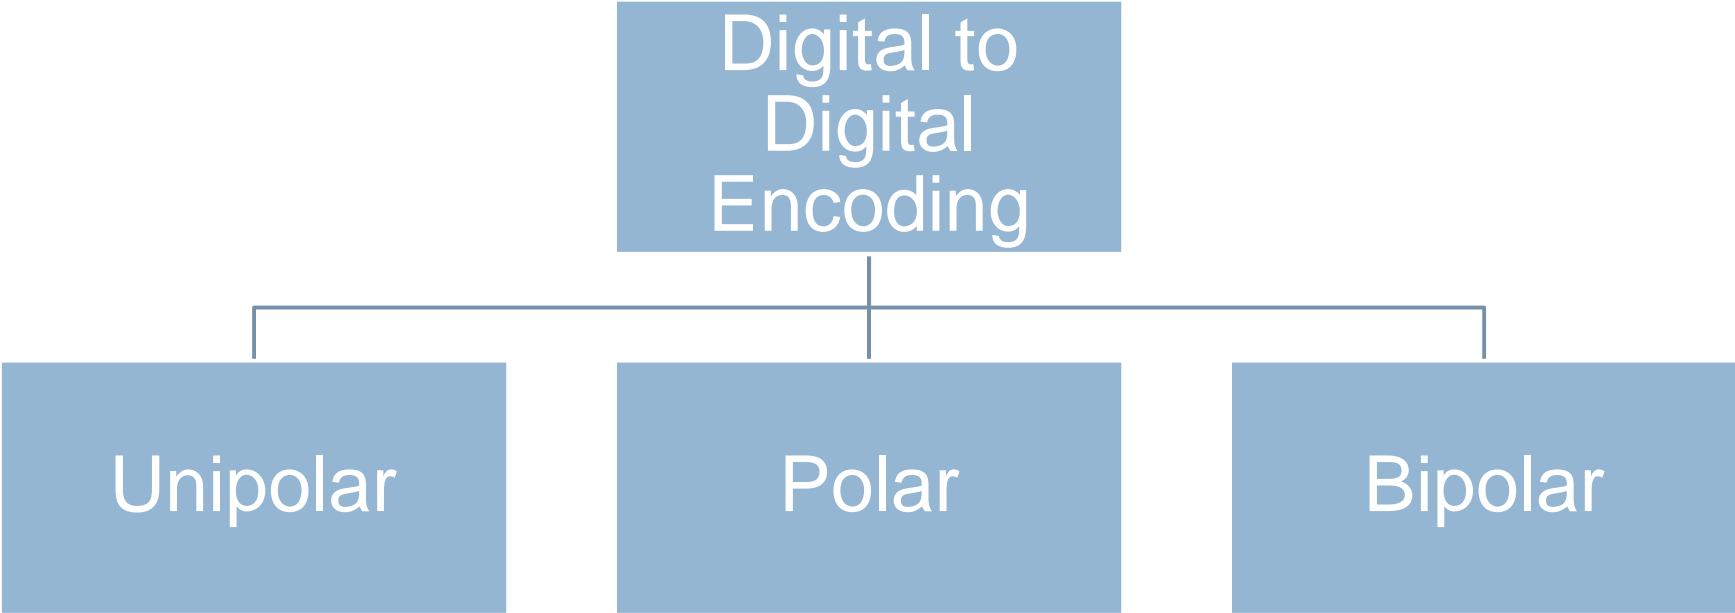 Digital to
Digital
Encoding
Unipolar
Polar
Bipolar